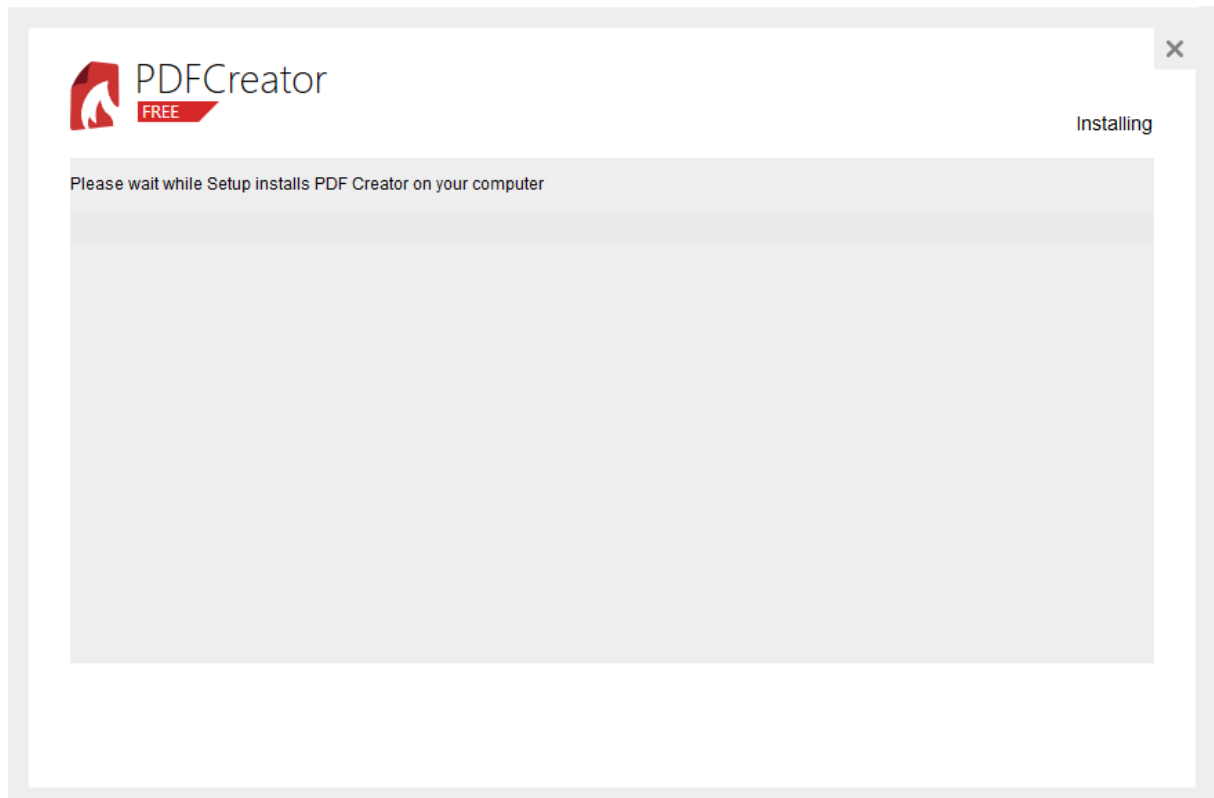 PDFCreator
FREE
Installing
Please wait while Setup installs PDF Creator on your computer